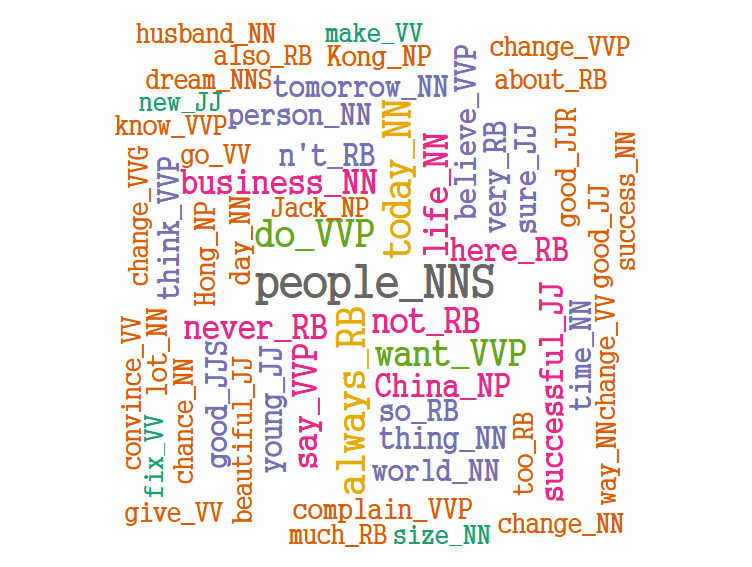 husband_NN
make_VV
change_VVP
also_RB
Kong_NP
dream_NNS
tomorrow_NN
believe_VVP
about_RB
new_JJ
person_NN
know_VVP
today_NN
very_RB
sure_JJ
good_JJR
go_VV
n't_RB
life_NN
success_NN
change_VVG
think_VVP
business_NN
good_JJ
Hong_NP
day_NN
Jack_NP
do_VVP
here_RB
people_NNS
never_RB
always_RB
not_RB
successful_JJ
time_NN
change_VV
convince_VV
lot_NN
want_VVP
chance_NN
good_JJS
beautiful_JJ
young_JJ
say_VVP
China_NP
so_RB
thing_NN
too_RB
way_NN
fix_VV
world_NN
give_VV
complain_VVP
change_NN
much_RB
size_NN